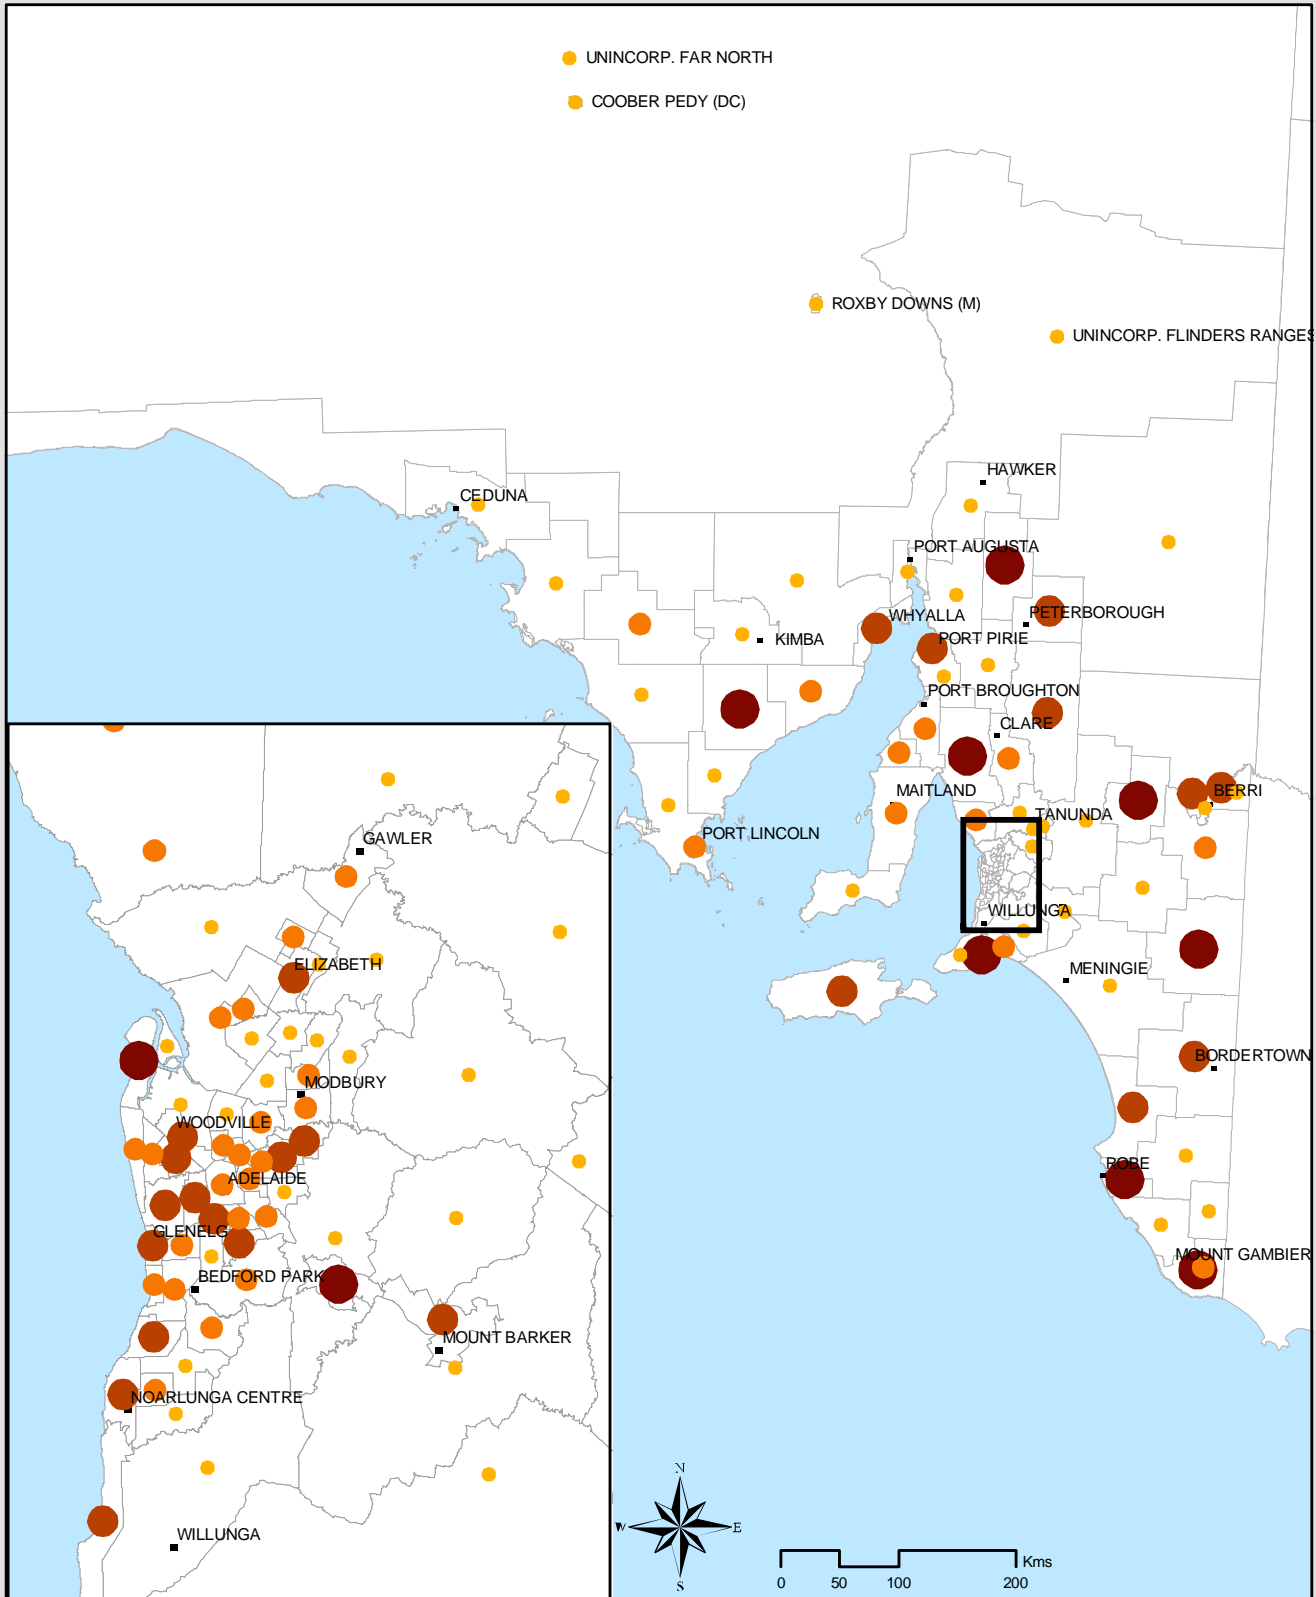 UNINCORP. FAR NORTH
COOBER PEDY (DC)
ROXBY DOWNS (M)
UNINCORP. FLINDERS RANGES
HAWKER
CEDUNA
PORT AUGUSTA
WHYALLA
PETERBOROUGH
KIMBA
PORT PIRIE
PORT BROUGHTON
CLARE
MAITLAND
BERRI
TANUNDA
PORT LINCOLN
WILLUNGA
MENINGIE
BORDERTOWN
ROBE
MOUNT GAMBIER
GAWLER
ELIZABETH
MODBURY
WOODVILLE
ADELAIDE
GLENELG
BEDFORD PARK
MOUNT BARKER
NOARLUNGA CENTRE
WILLUNGA
N
W E
S
Kms
0 50 100 200